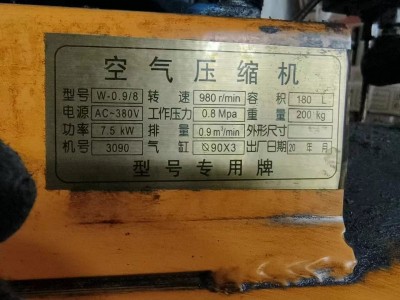 空气压缩机
型号 W-0.9/8 转速 980 r/min 容积 180 L
电源 AC~380V 工作压力 0.8 Mpa 重量 200 kg
功率 7.5 kW 排量 0.9 m³/min 外形尺寸
机号 3090 气缸 ∅90X3 出厂日期 20 年 月
型号专用牌